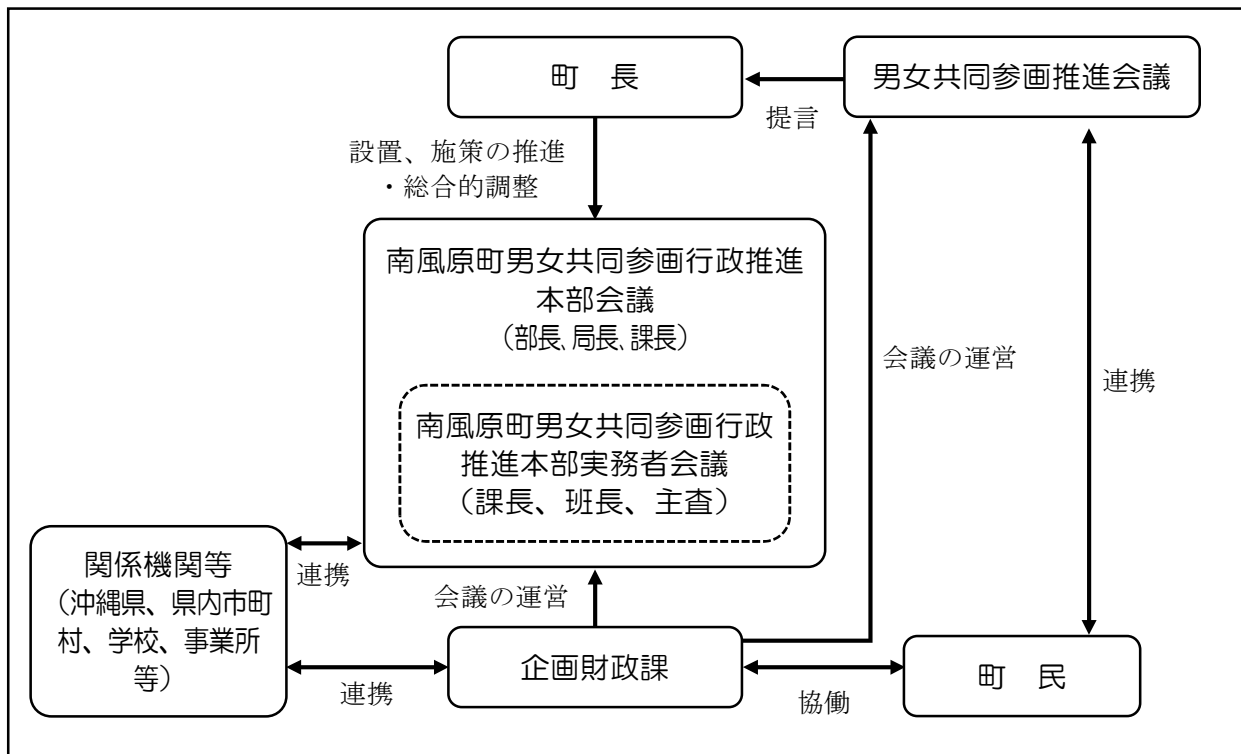 町　長
男女共同参画推進会議
提言
設置、施策の推進
・総合的調整
南風原町男女共同参画行政推進
本部会議
（部長、局長、課長）
会議の運営
連携
南風原町男女共同参画行政
推進本部実務者会議
（課長、班長、主査）
関係機関等
（沖縄県、県内市町
村、学校、事業所
等）
連携
会議の運営
企画財政課
連携
協働
町　民